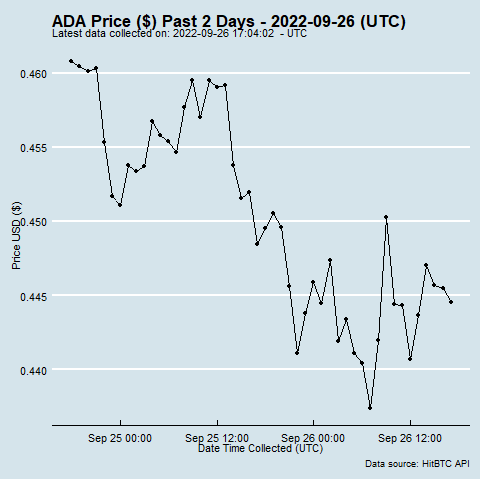 ADA Price ($) Past 2 Days - 2022-09-26 (UTC)
Latest data collected on: 2022-09-26 17:04:02 - UTC
0.460
0.455
0.450
0.445
0.440
Price USD ($)
Sep 25 00:00 Sep 25 12:00 Sep 26 00:00 Sep 26 12:00
Date Time Collected (UTC)
Data source: HitBTC API